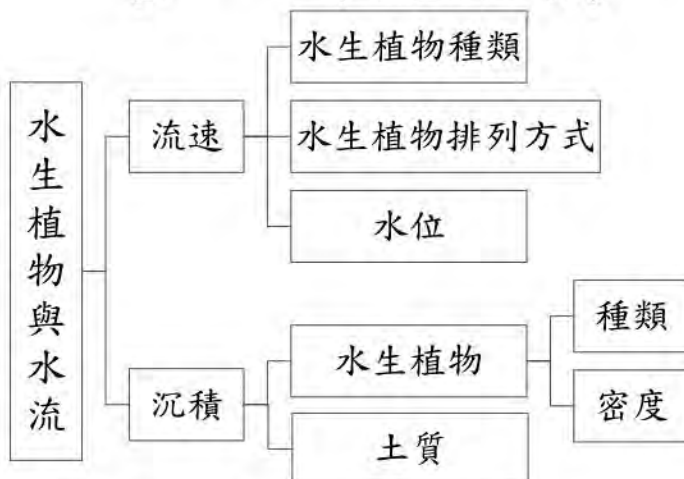 水生植物與水流
流速
水生植物種類
水生植物排列方式
水位
沉積
水生植物
種類
密度
土質